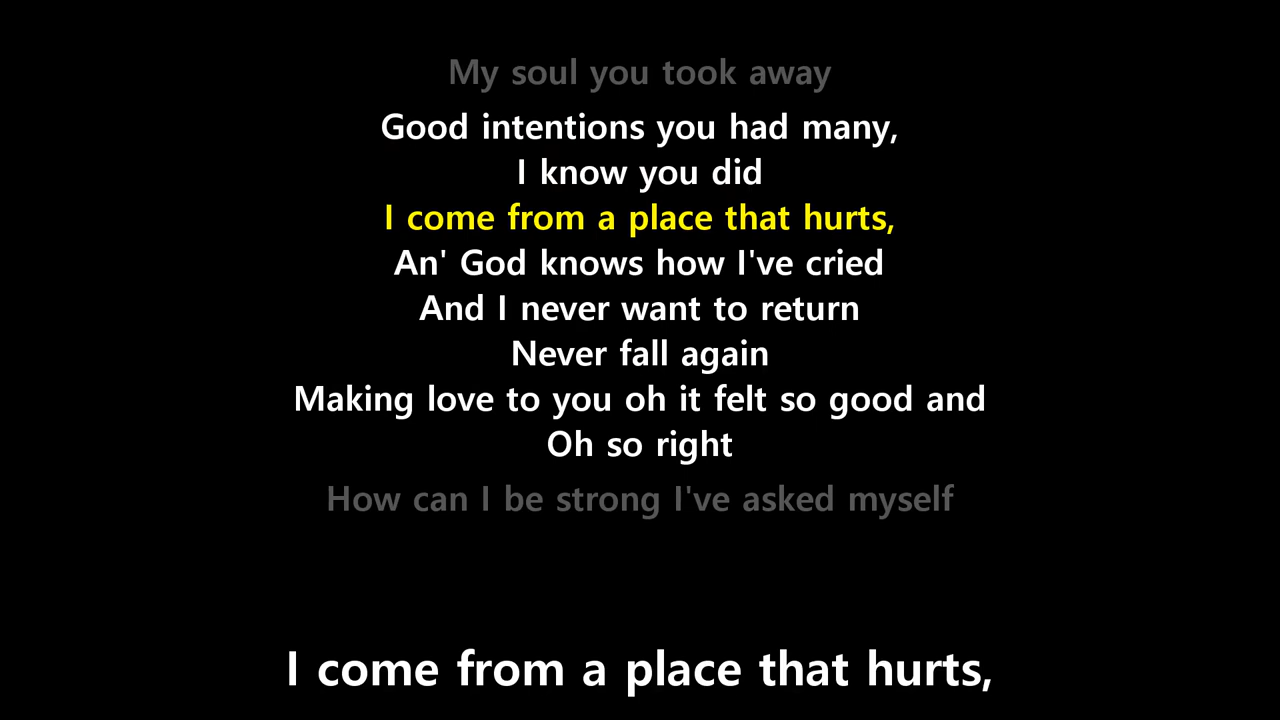 My soul you took away
Good intentions you had many,
I know you did
I come from a place that hurts,
An' God knows how I've cried
And I never want to return
Never fall again
Making love to you oh it felt so good and
Oh so right
How can I be strong I've asked myself
I come from a place that hurts,